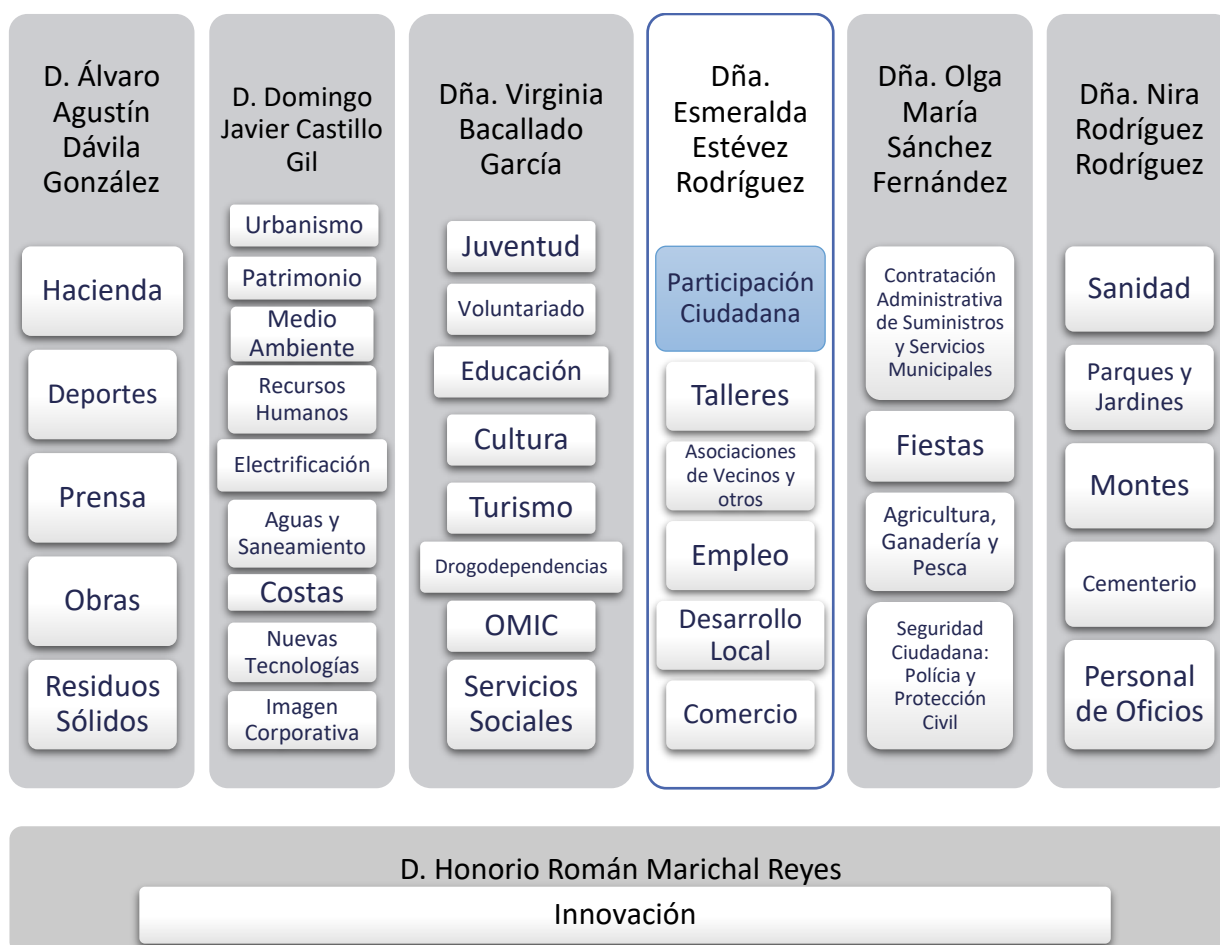 D. Álvaro
Agustín
Dávila
González
Hacienda
Deportes
Prensa
Obras
Residuos
Sólidos
D. Domingo
Javier Castillo
Gil
Urbanismo
Patrimonio
Medio
Ambiente
Recursos
Humanos
Electrificación
Aguas y
Saneamiento
Costas
Nuevas
Tecnologías
Imagen
Corporativa
Dña. Virginia
Bacallado
García
Juventud
Voluntariado
Educación
Cultura
Turismo
Drogodependencias
OMIC
Servicios
Sociales
Dña.
Esmeralda
Estévez
Rodríguez
Participación
Ciudadana
Talleres
Asociaciones
de Vecinos y
otros
Empleo
Desarrollo
Local
Comercio
Dña. Olga
María
Sánchez
Fernández
Contratación
Administrativa
de Suministros
y Servicios
Municipales
Fiestas
Agricultura,
Ganadería y
Pesca
Seguridad
Ciudadana:
Polícia y
Protección
Civil
Dña. Nira
Rodríguez
Rodríguez
Sanidad
Parques y
Jardines
Montes
Cementerio
Personal
de Oficios
D. Honorio Román Marichal Reyes
Innovación